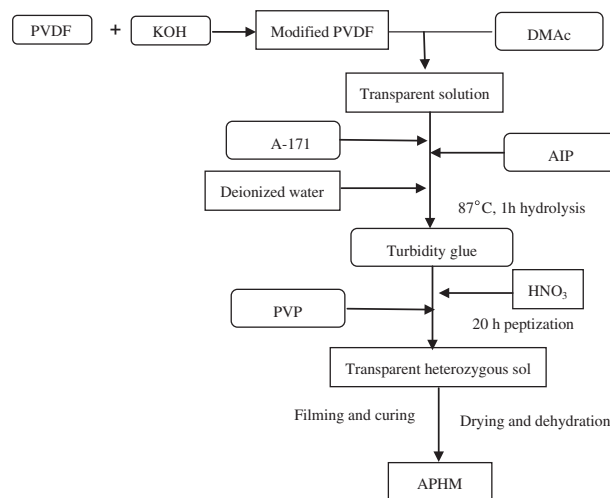 PVDF + KOH Modified PVDF DMAc
Transparent solution
A-171
AIP
Deionized water
87°C, 1h hydrolysis
Turbidity glue
HNO₃
PVP
20 h peptization
Transparent heterozygous sol
Filming and curing
Drying and dehydration
APHM